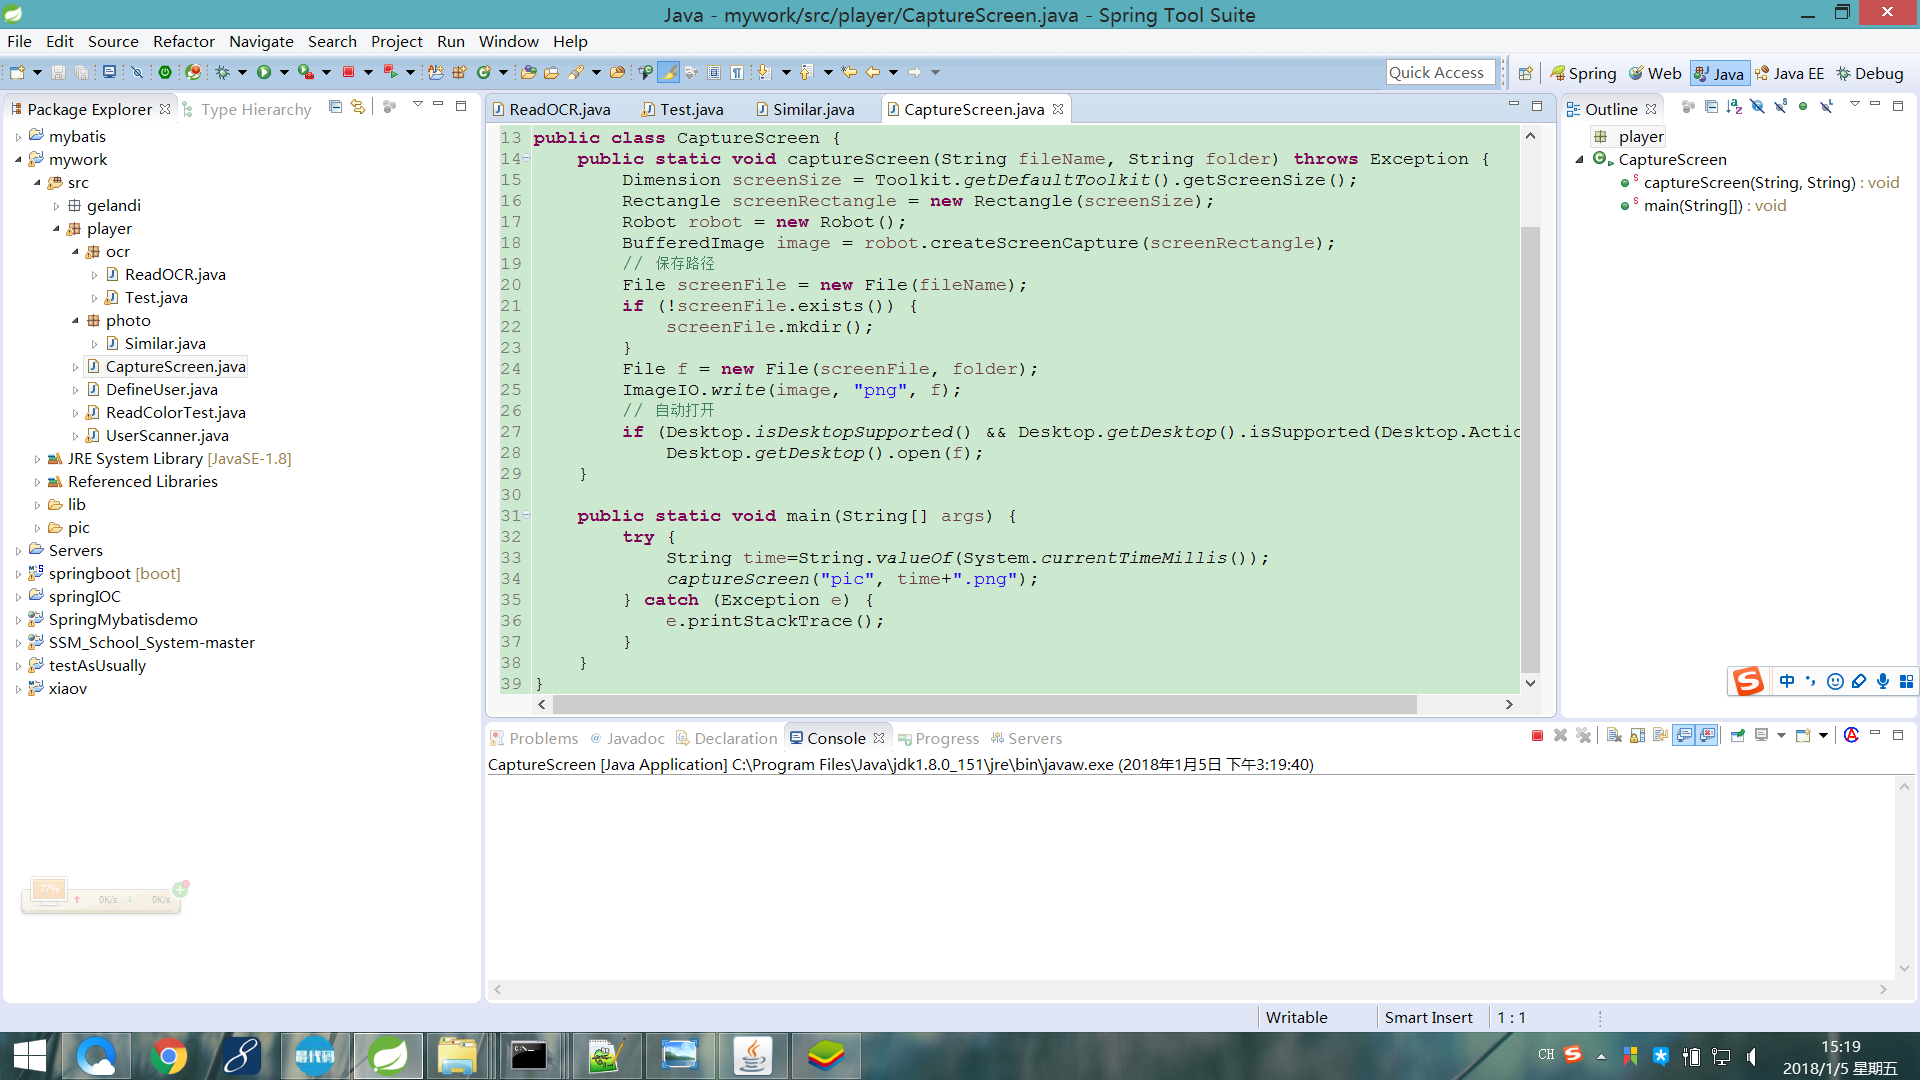 Java - mywork/src/player/CaptureScreen.java - Spring Tool Suite
File Edit Source Refactor Navigate Search Project Run Window Help
Quick Access
Spring Web Java Java EE Debug
Package Explorer
Type Hierarchy
mybatis
mywork
src
gelandi
player
ocr
ReadOCR.java
Test.java
photo
Similar.java
CaptureScreen.java
DefineUser.java
ReadColorTest.java
UserScanner.java
JRE System Library [JavaSE-1.8]
Referenced Libraries
lib
pic
Servers
springboot [boot]
springIOC
SpringMybatisdemo
SSM_School_System-master
testAsUsually
xiaov
77%
0K/s 0K/s
ReadOCR.java Test.java Similar.java CaptureScreen.java
13 public class CaptureScreen {
14 public static void captureScreen(String fileName, String folder) throws Exception {
15 Dimension screenSize = Toolkit.getDefaultToolkit().getScreenSize();
16 Rectangle screenRectangle = new Rectangle(screenSize);
17 Robot robot = new Robot();
18 BufferedImage image = robot.createScreenCapture(screenRectangle);
19 // 保存路径
20 File screenFile = new File(fileName);
21 if (!screenFile.exists()) {
22 screenFile.mkdir();
23 }
24 File f = new File(screenFile, folder);
25 ImageIO.write(image, "png", f);
26 // 自动打开
27 if (Desktop.isDesktopSupported() && Desktop.getDesktop().isSupported(Desktop.Actic
28 Desktop.getDesktop().open(f);
29 }
30
31 public static void main(String[] args) {
32 try {
33 String time=String.valueOf(System.currentTimeMillis());
34 captureScreen("pic", time+".png");
35 } catch (Exception e) {
36 e.printStackTrace();
37 }
38 }
39 }
Outline
player
CaptureScreen
captureScreen(String, String) : void
main(String[]) : void
中
Problems Javadoc Declaration Console Progress Servers
CaptureScreen [Java Application] C:\Program Files\Java\jdk1.8.0_151\jre\bin\javaw.exe (2018年1月5日 下午3:19:40)
Writable Smart Insert 1 : 1
最代码
CH
15:19
2018/1/5 星期五